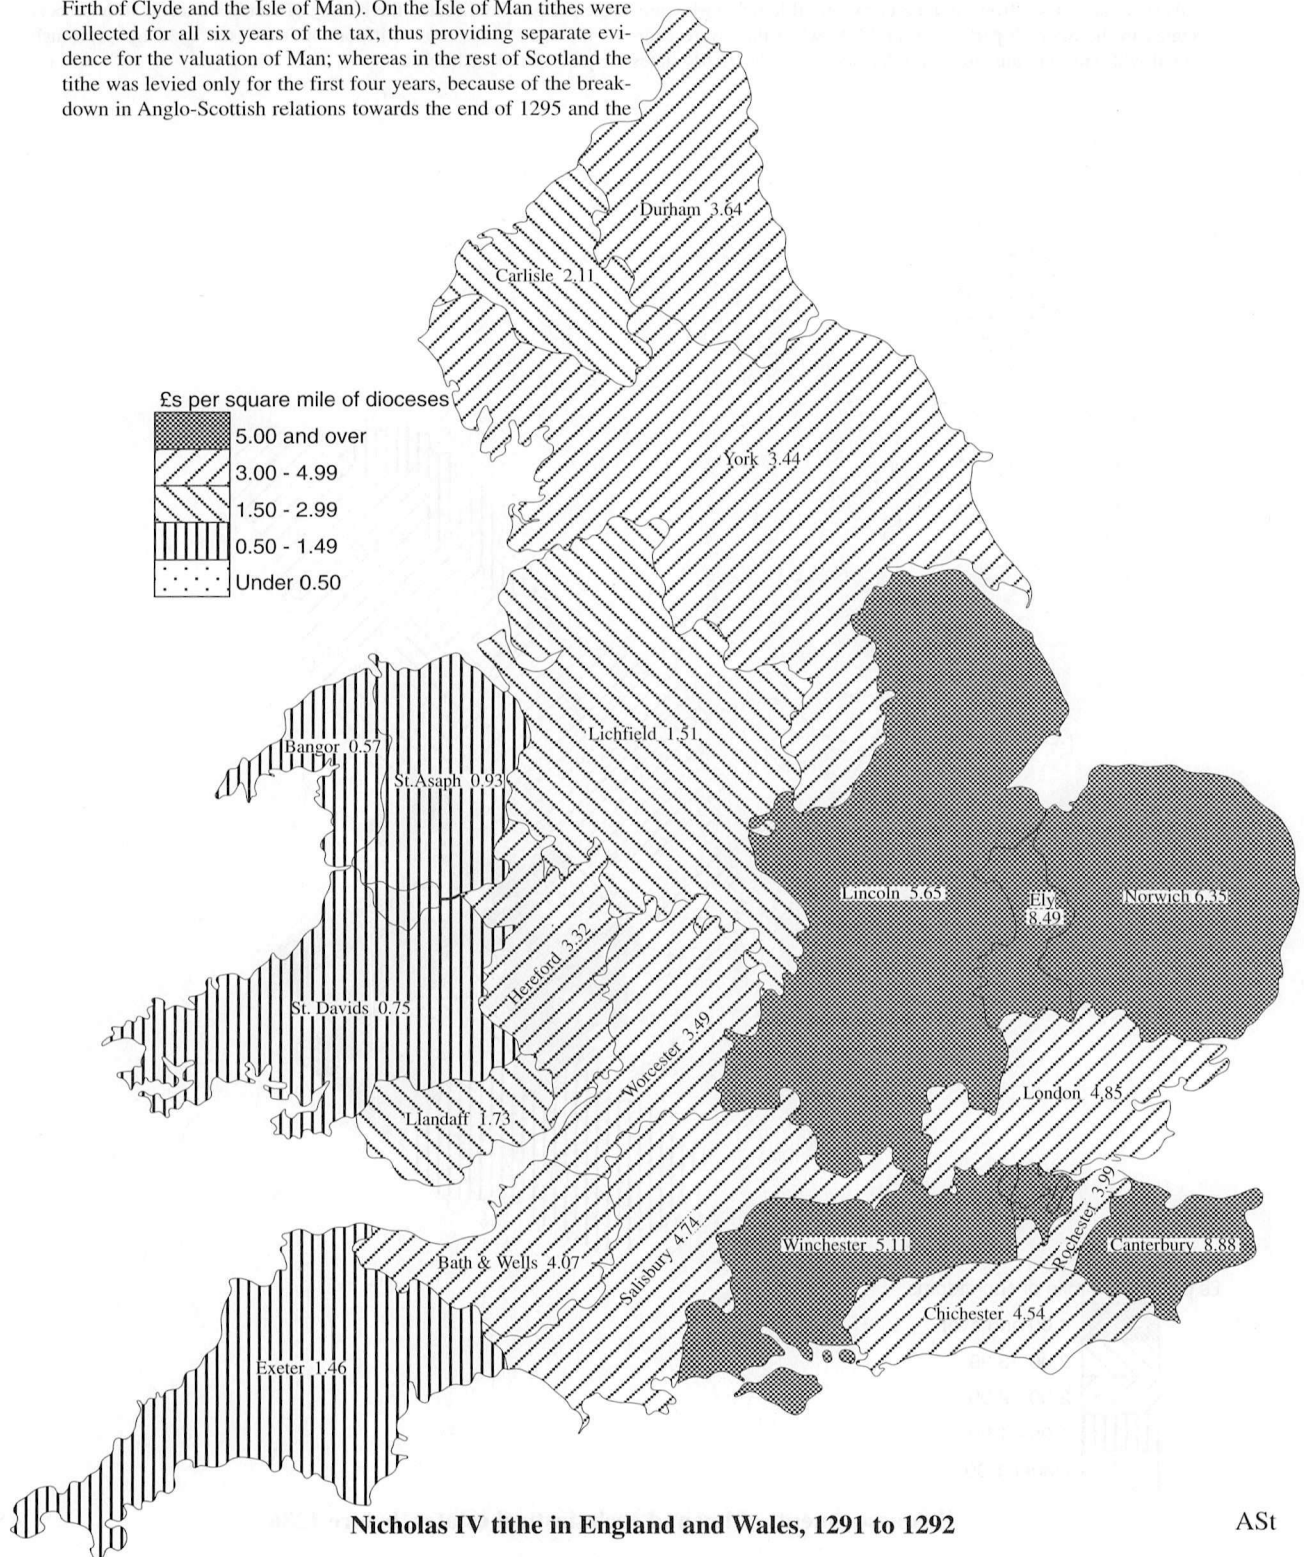 Firth of Clyde and the Isle of Man). On the Isle of Man tithes were
collected for all six years of the tax, thus providing separate evi-
dence for the valuation of Man; whereas in the rest of Scotland the
tithe was levied only for the first four years, because of the break-
down in Anglo-Scottish relations towards the end of 1295 and the
Durham 3.64
Carlisle 2.11
£s per square mile of dioceses
5.00 and over
3.00 - 4.99
1.50 - 2.99
0.50 - 1.49
Under 0.50
York 3.44
Lichfield 1.51
Bangor 0.57
St.Asaph 0.93
Lincoln 5.65
Ely
8.49
Norwich 6.35
Hereford 3.32
St. Davids 0.75
Worcester 3.49
London 4.85
Llandaff 1.73
Rochester 3.99
Winchester 5.11
Canterbury 8.88
Bath & Wells 4.07
Salisbury 4.74
Chichester 4.54
Exeter 1.46
Nicholas IV tithe in England and Wales, 1291 to 1292
ASt